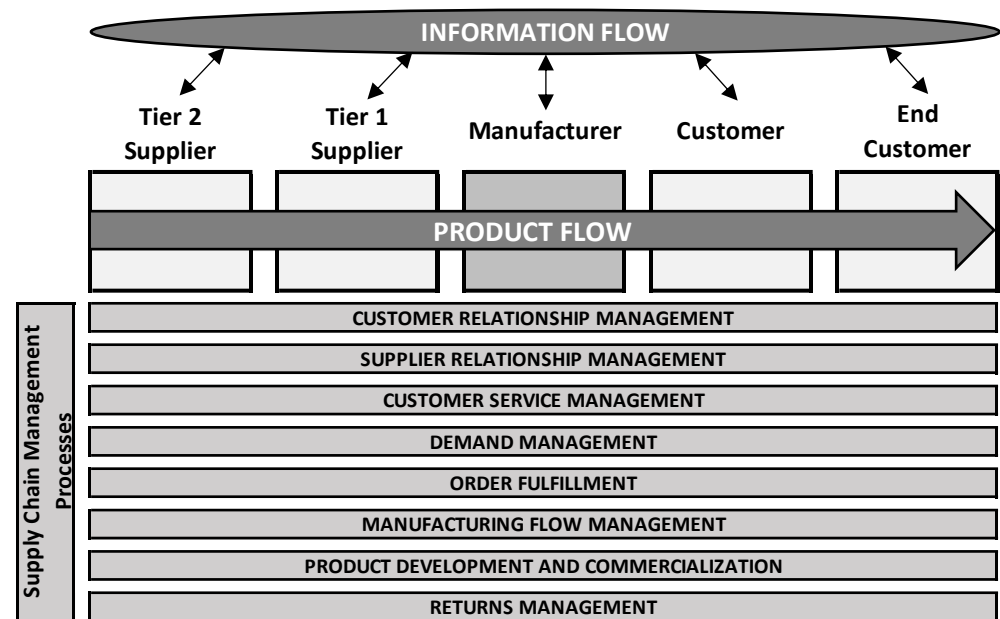 INFORMATION FLOW
Tier 2
Supplier
Tier 1
Supplier
Manufacturer
Customer
End
Customer
PRODUCT FLOW
Supply Chain Management
Processes
CUSTOMER RELATIONSHIP MANAGEMENT
SUPPLIER RELATIONSHIP MANAGEMENT
CUSTOMER SERVICE MANAGEMENT
DEMAND MANAGEMENT
ORDER FULFILLMENT
MANUFACTURING FLOW MANAGEMENT
PRODUCT DEVELOPMENT AND COMMERCIALIZATION
RETURNS MANAGEMENT